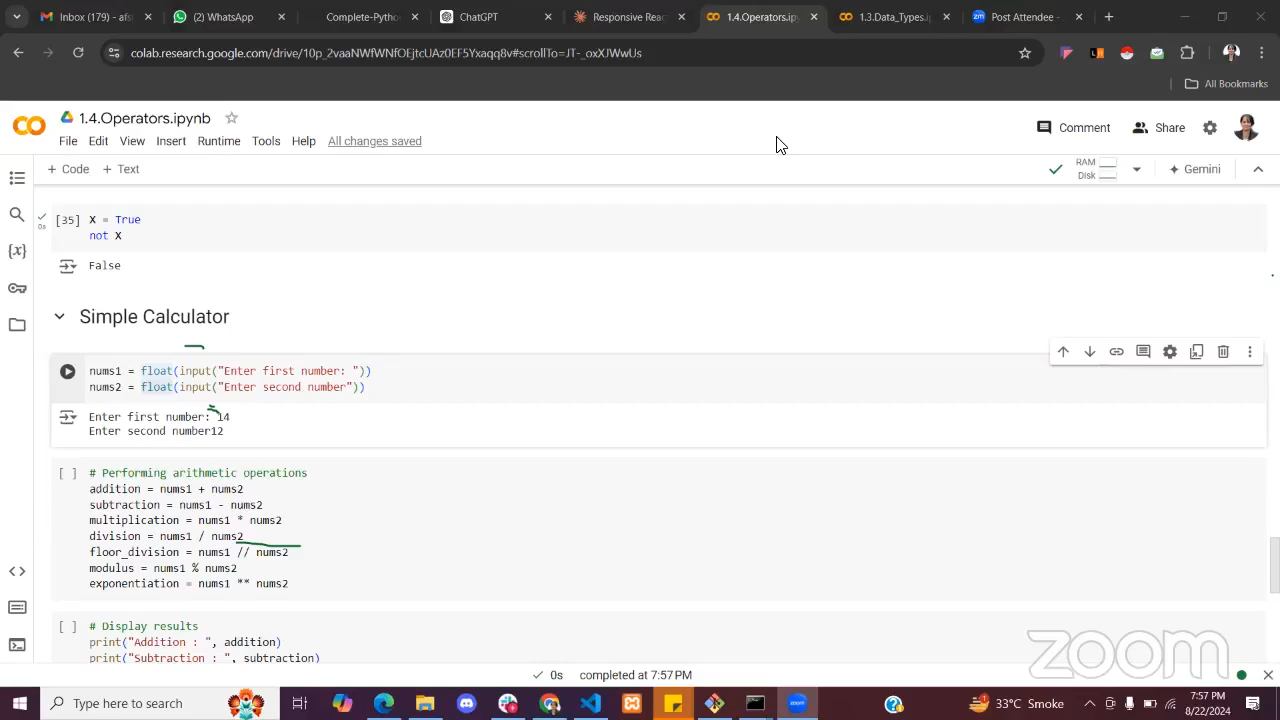 Inbox (179) - afs
(2) WhatsApp
Complete-Python
ChatGPT
Responsive Reac
1.4.Operators.ipy
1.3.Data_Types.i
Post Attendee -
colab.research.google.com/drive/10p_2vaaNWfWNfOEjtcUAz0EF5Yxaqq8v#scrollTo=JT-_oxXJWwUs
All Bookmarks
1.4.Operators.ipynb
File Edit View Insert Runtime Tools Help All changes saved
Comment Share
+ Code + Text
RAM
Disk
Gemini
[35] X = True
not X
0s
False
Simple Calculator
nums1 = float(input("Enter first number: "))
nums2 = float(input("Enter second number"))
Enter first number: 14
Enter second number12
[ ] # Performing arithmetic operations
addition = nums1 + nums2
subtraction = nums1 - nums2
multiplication = nums1 * nums2
division = nums1 / nums2
floor_division = nums1 // nums2
modulus = nums1 % nums2
exponentiation = nums1 ** nums2
[ ] # Display results
print("Addition : ", addition)
print("Subtraction : ", subtraction)
zoom
0s completed at 7:57 PM
Type here to search
33°C Smoke
7:57 PM
8/22/2024